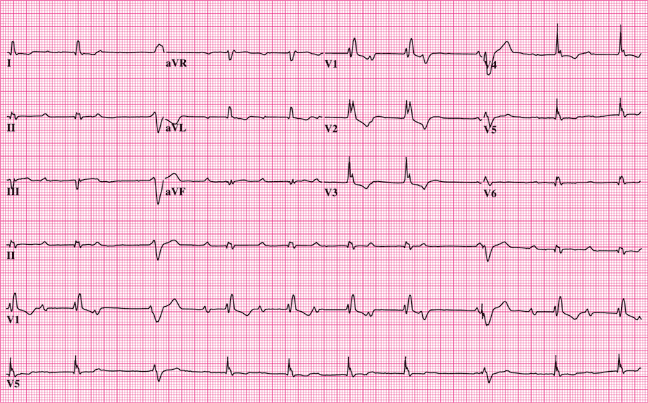 I aVR V1 V4
II aVL V2 V5
III aVF V3 V6
II
V1
V5